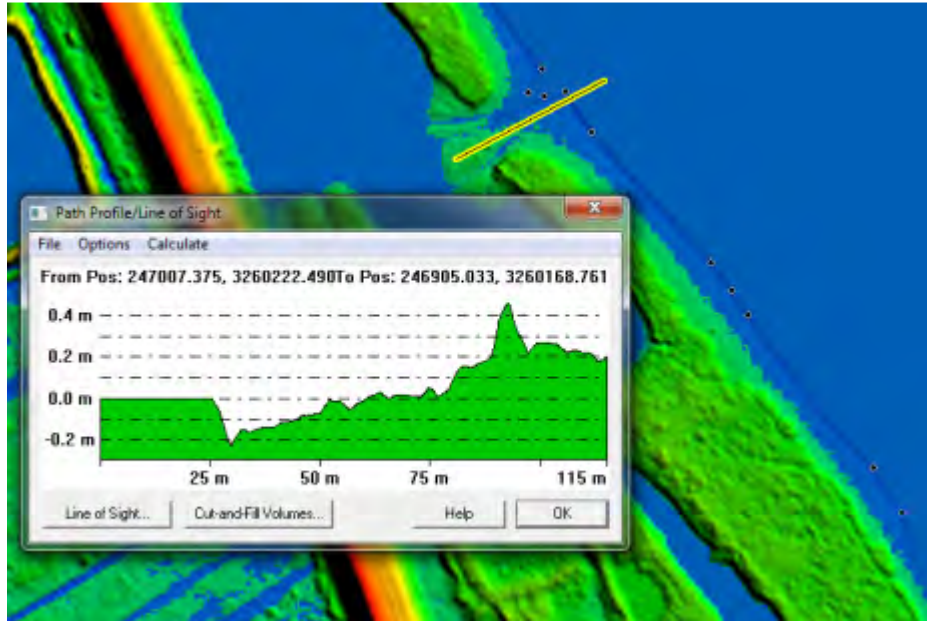 Path Profile/Line of Sight
File Options Calculate
From Pos: 247007.375, 3260222.490To Pos: 246905.033, 3260168.761
0.4 m
0.2 m
0.0 m
-0.2 m
25 m 50 m 75 m 115 m
Line of Sight... Cut-and-Fill Volumes... Help OK